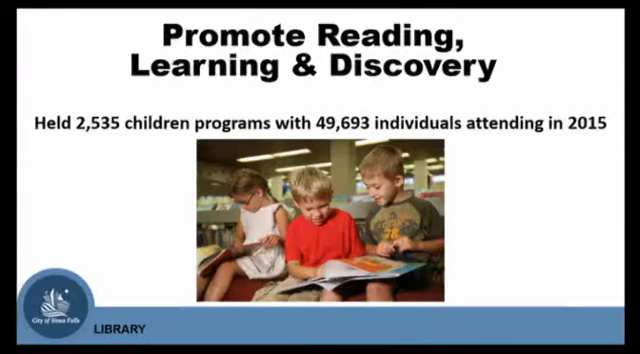 Promote Reading,
Learning & Discovery
Held 2,535 children programs with 49,693 individuals attending in 2015
City of Sioux Falls
LIBRARY